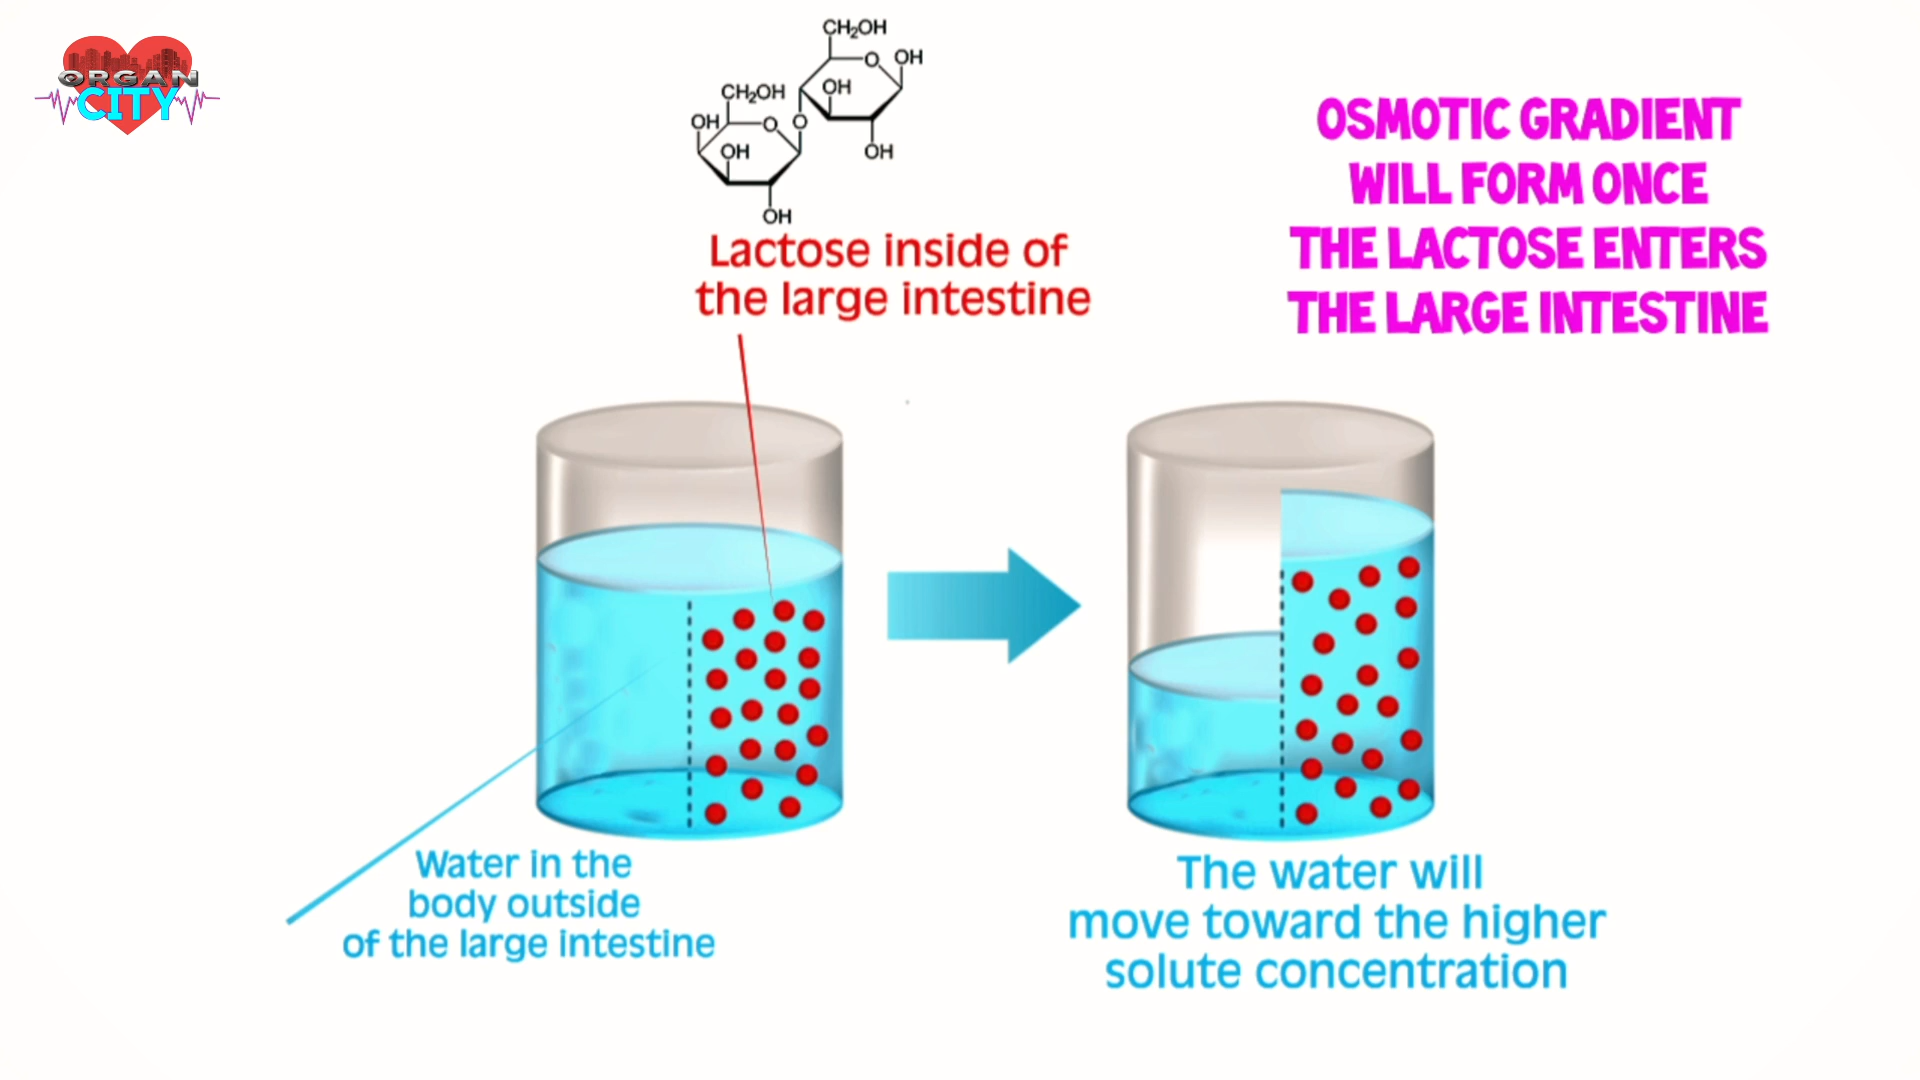 ORGAN
CITY
CH₂OH
O
OH
OH
CH₂OH
OH
O
O
OH
OH
OH
Lactose inside of
the large intestine
OSMOTIC GRADIENT
WILL FORM ONCE
THE LACTOSE ENTERS
THE LARGE INTESTINE
Water in the
body outside
of the large intestine
The water will
move toward the higher
solute concentration